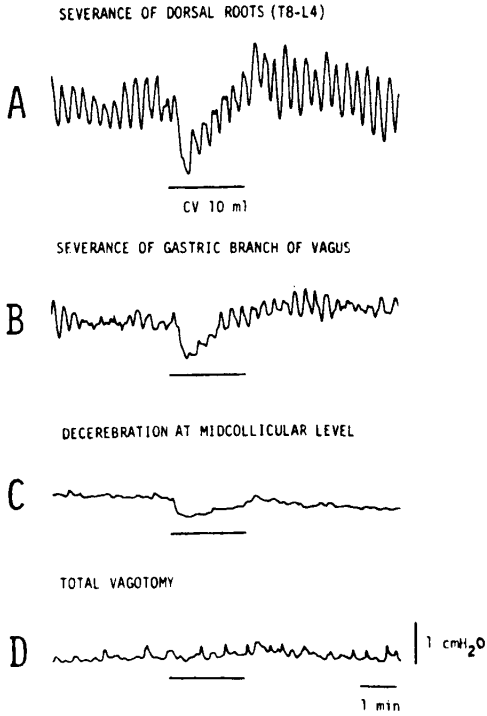 SEVERANCE OF DORSAL ROOTS (T8-L4)
A
CV 10 ml
SEVERANCE OF GASTRIC BRANCH OF VAGUS
B
DECEREBRATION AT MIDCOLLICULAR LEVEL
C
TOTAL VAGOTOMY
D
1 cmH2O
1 min